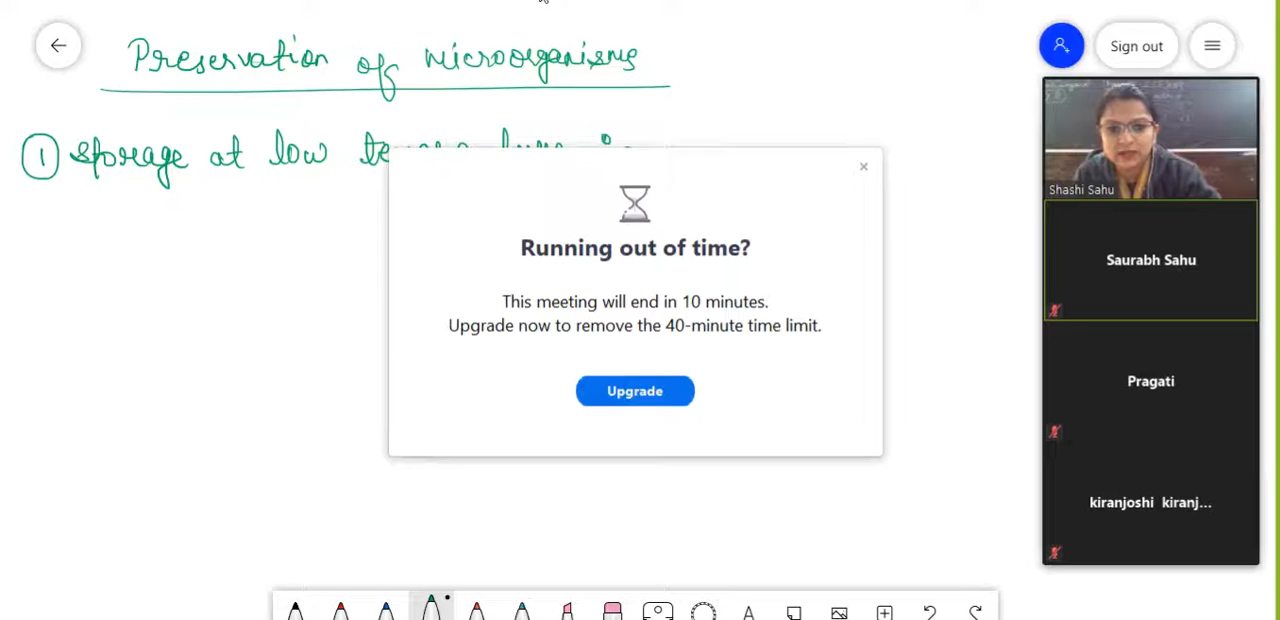 Preservation of microorganisms
Sign out
① storage at low
Shashi Sahu
Running out of time?
This meeting will end in 10 minutes.
Upgrade now to remove the 40-minute time limit.
Upgrade
Saurabh Sahu
Pragati
kiranjoshi kiranj...
A